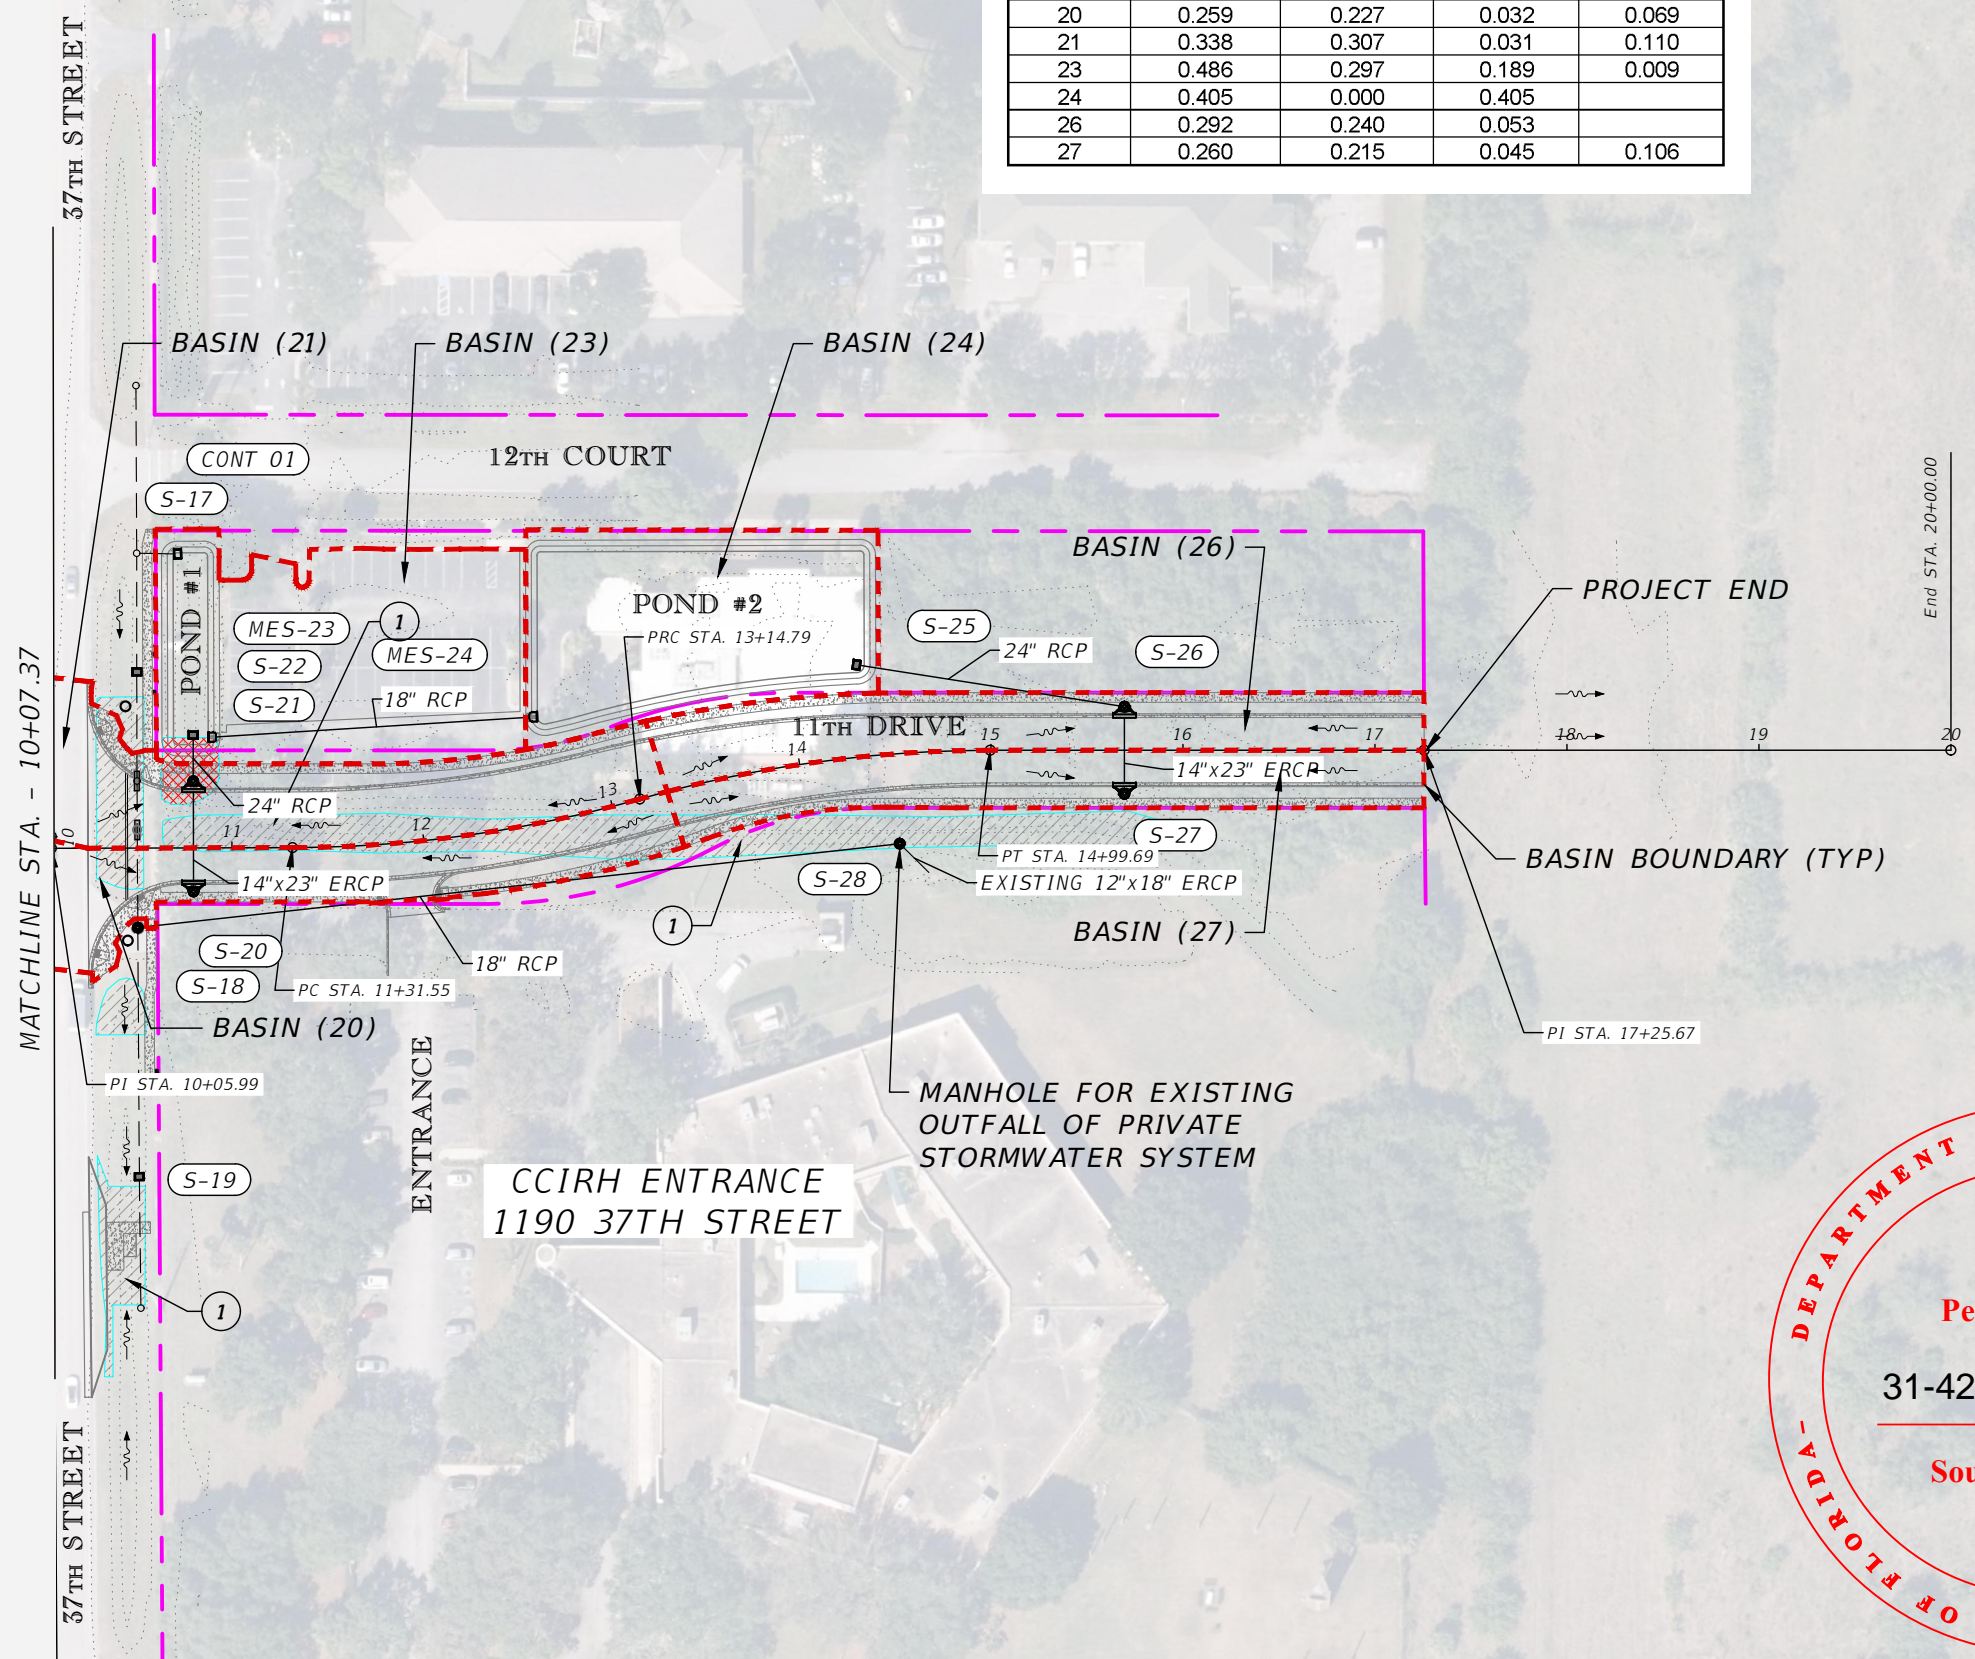 20 0.259 0.227 0.032 0.069
21 0.338 0.307 0.031 0.110
23 0.486 0.297 0.189 0.009
24 0.405 0.000 0.405
26 0.292 0.240 0.053
27 0.260 0.215 0.045 0.106
37TH STREET
BASIN (21)
BASIN (23)
BASIN (24)
12TH COURT
CONT 01
S-17
End STA. 20+00.00
BASIN (26)
PROJECT END
POND #1
POND #2
MES-23
1
PRC STA. 13+14.79
S-25
S-26
MES-24
S-22
24" RCP
S-21
18" RCP
MATCHLINE STA. - 10+07.37
11TH DRIVE
10 11 12 13 14 15 16 17 18 19 20
14"x23" ERCP
24" RCP
S-27
PT STA. 14+99.69
BASIN BOUNDARY (TYP)
14"x23" ERCP
S-28
EXISTING 12"x18" ERCP
1
BASIN (27)
S-20
18" RCP
S-18
PC STA. 11+31.55
BASIN (20)
PI STA. 17+25.67
PI STA. 10+05.99
ENTRANCE
MANHOLE FOR EXISTING
OUTFALL OF PRIVATE
STORMWATER SYSTEM
S-19
CCIRH ENTRANCE
1190 37TH STREET
1
37TH STREET
DEPARTMENT
Pe
31-42
Sou
OF FLORIDA-